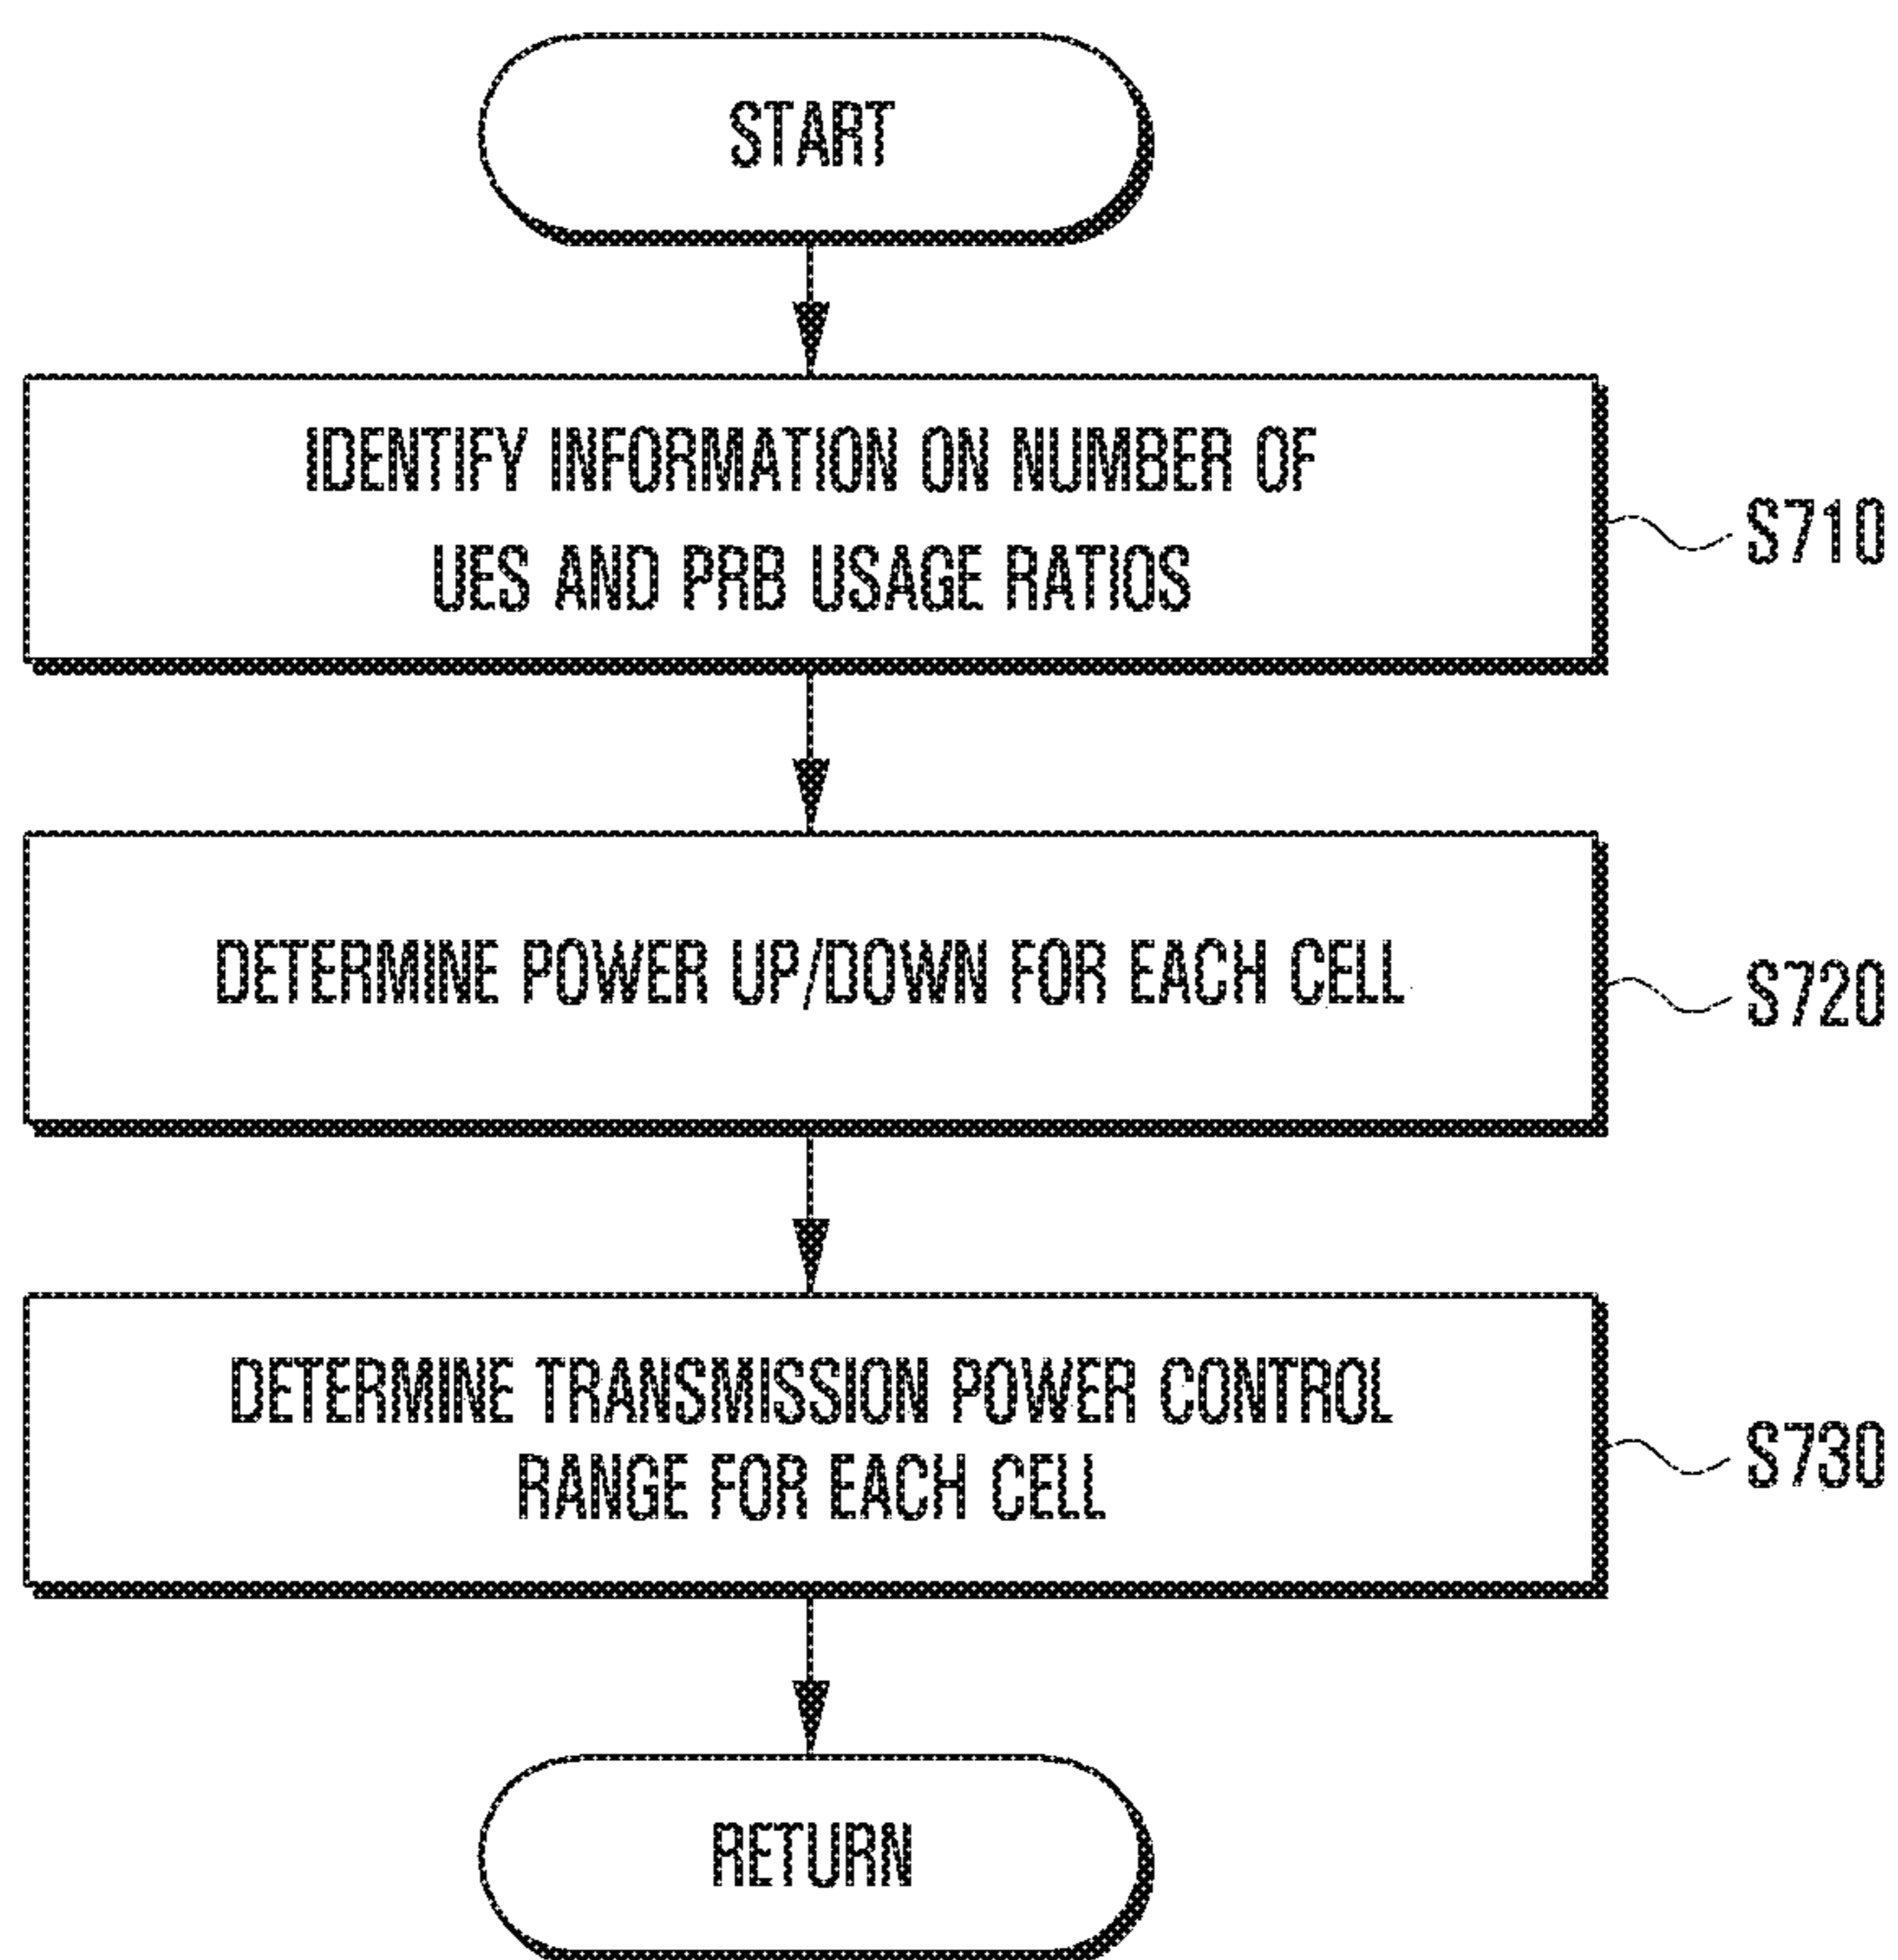 START
IDENTIFY INFORMATION ON NUMBER OF
UES AND PRB USAGE RATIOS
S710
DETERMINE POWER UP/DOWN FOR EACH CELL
S720
DETERMINE TRANSMISSION POWER CONTROL
RANGE FOR EACH CELL
S730
RETURN